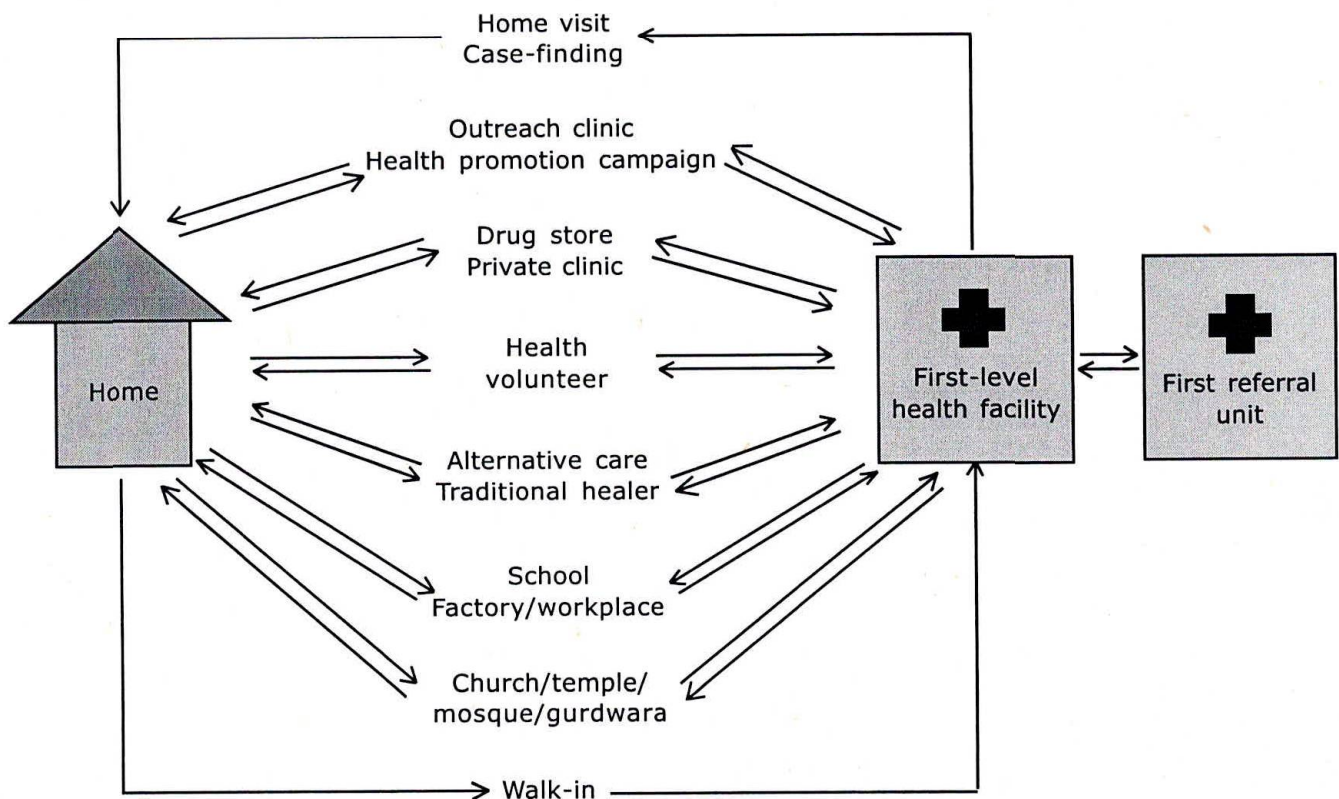 Home visit
Case-finding
Outreach clinic
Health promotion campaign
Drug store
Private clinic
Health
volunteer
Alternative care
Traditional healer
School
Factory/workplace
Church/temple/
mosque/gurdwara
Walk-in
Home
First-level
health facility
First referral
unit